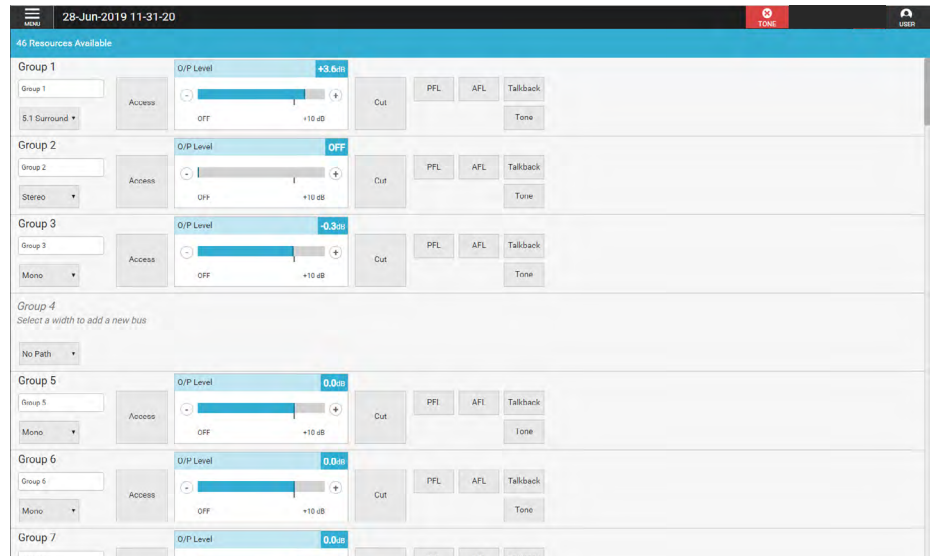 MENU
28-Jun-2019 11-31-20
TONE
USER
46 Resources Available
Group 1
Group 1
5.1 Surround
Access
O/P Level
+3.6dB
-
+
OFF
+10 dB
Cut
PFL
AFL
Talkback
Tone
Group 2
Group 2
Stereo
Access
O/P Level
OFF
-
+
OFF
+10 dB
Cut
PFL
AFL
Talkback
Tone
Group 3
Group 3
Mono
Access
O/P Level
-0.3dB
-
+
OFF
+10 dB
Cut
PFL
AFL
Talkback
Tone
Group 4
Select a width to add a new bus
No Path
Group 5
Group 5
Mono
Access
O/P Level
0.0dB
-
+
OFF
+10 dB
Cut
PFL
AFL
Talkback
Tone
Group 6
Group 6
Mono
Access
O/P Level
0.0dB
-
+
OFF
+10 dB
Cut
PFL
AFL
Talkback
Tone
Group 7
O/P Level
0.0dB